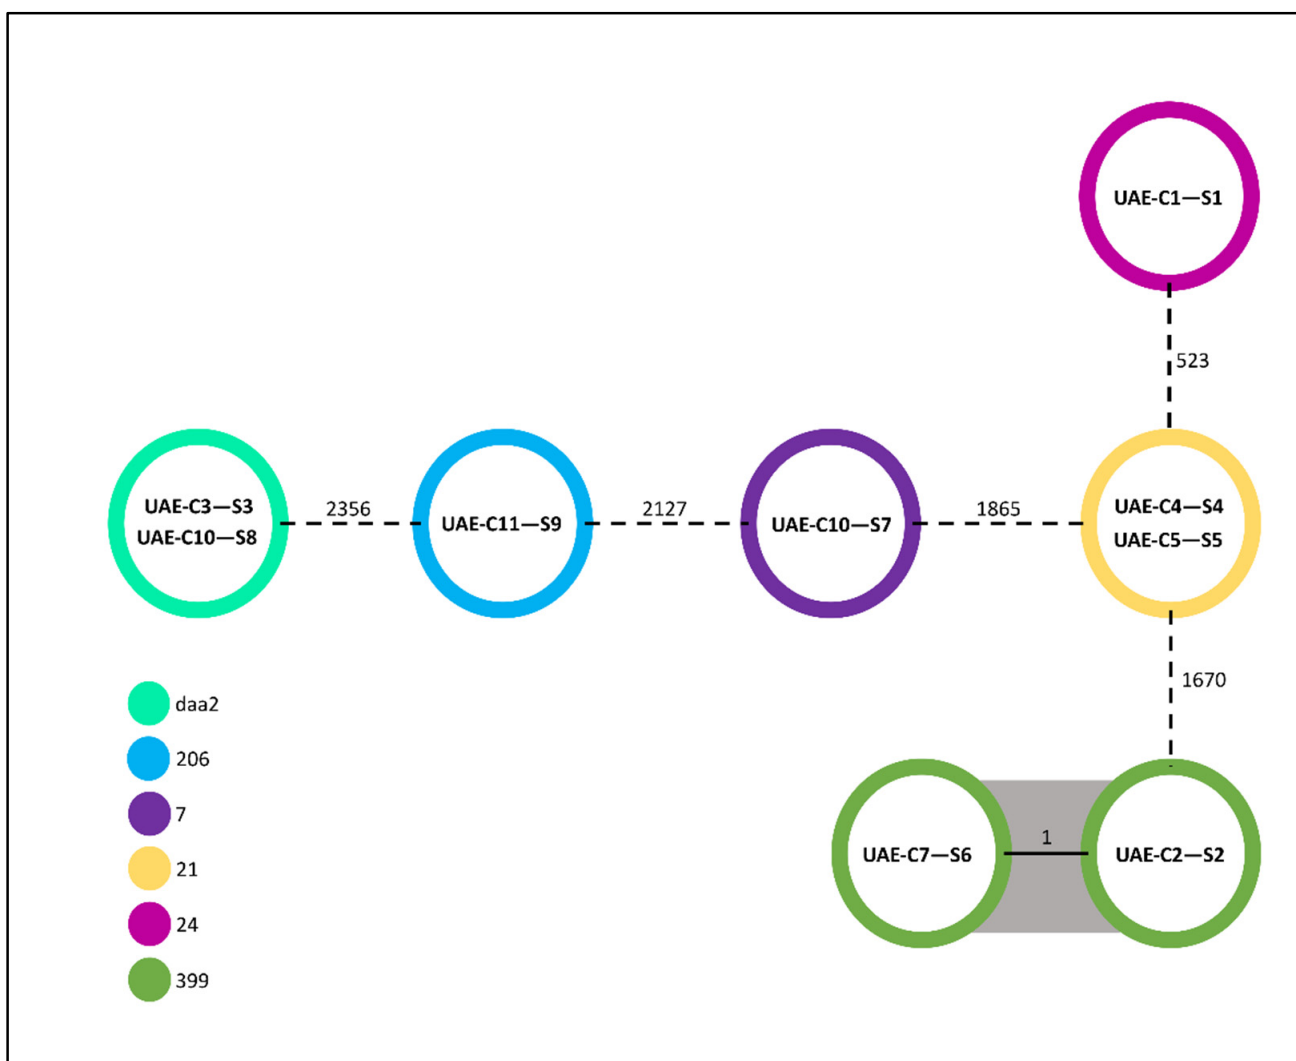 UAE-C1—S1
523
UAE-C3—S3
UAE-C10—S8
2356
UAE-C11—S9
2127
UAE-C10—S7
1865
UAE-C4—S4
UAE-C5—S5
1670
daa2
206
7
21
24
399
UAE-C7—S6
1
UAE-C2—S2